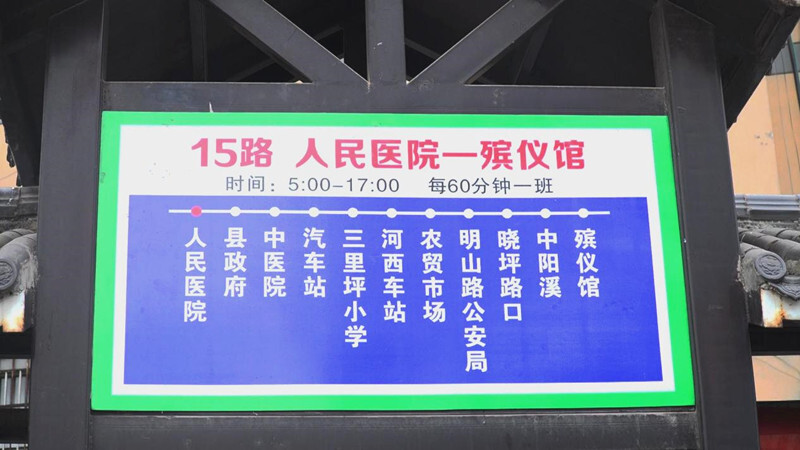 15路 人民医院—殡仪馆
时间：5:00-17:00 每60分钟一班
人民医院
县政府
中医院
汽车站
三里坪小学
河西车站
农贸市场
明山路公安局
晓坪路口
中阳溪
殡仪馆